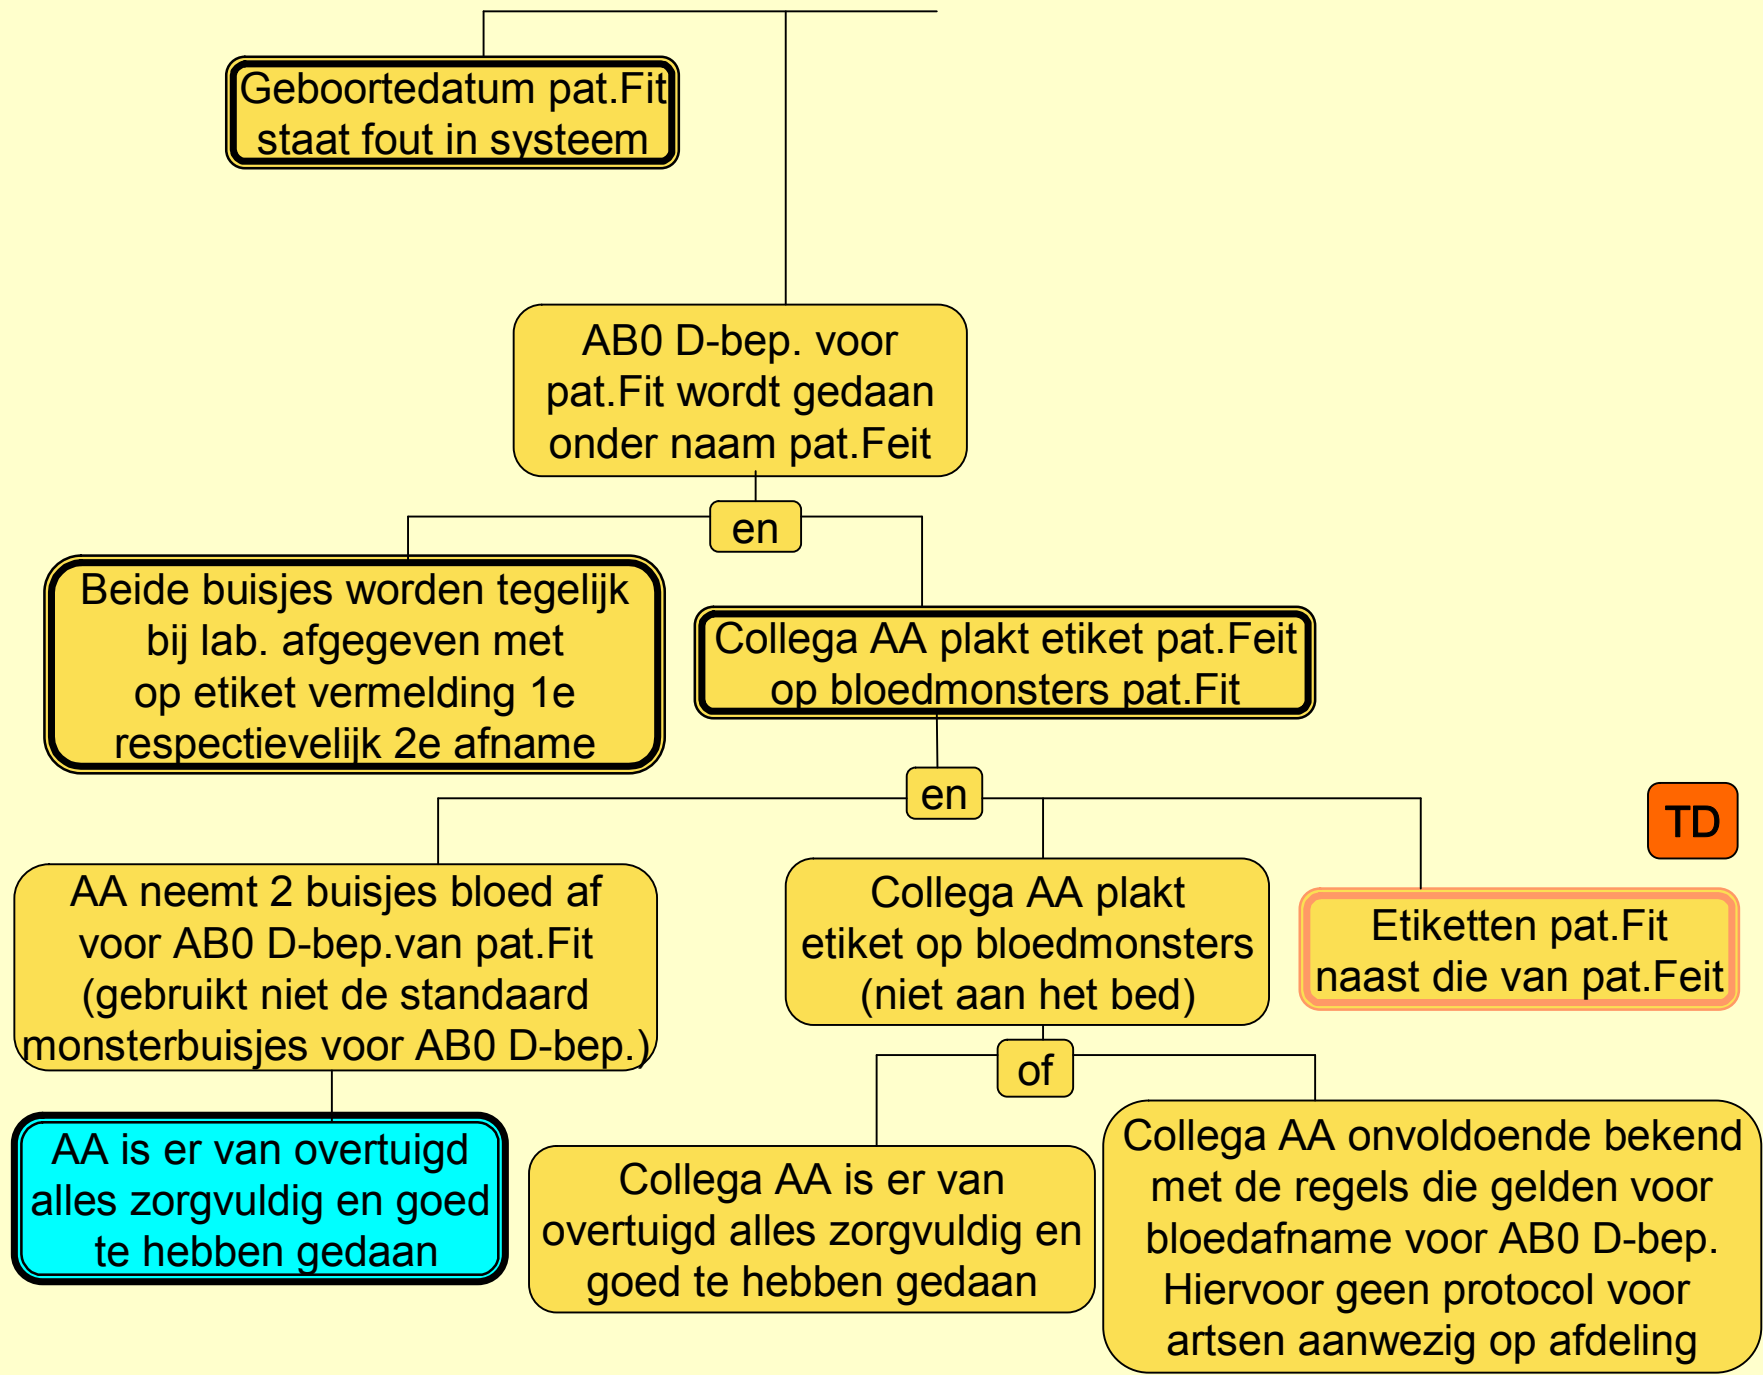 Geboortedatum pat.Fit
staat fout in systeem
AB0 D-bep. voor
pat.Fit wordt gedaan
onder naam pat.Feit
en
Beide buisjes worden tegelijk
bij lab. afgegeven met
op etiket vermelding 1e
respectievelijk 2e afname
Collega AA plakt etiket pat.Feit
op bloedmonsters pat.Fit
en
TD
AA neemt 2 buisjes bloed af
voor AB0 D-bep.van pat.Fit
(gebruikt niet de standaard
monsterbuisjes voor AB0 D-bep.)
Collega AA plakt
etiket op bloedmonsters
(niet aan het bed)
Etiketten pat.Fit
naast die van pat.Feit
of
AA is er van overtuigd
alles zorgvuldig en goed
te hebben gedaan
Collega AA is er van
overtuigd alles zorgvuldig en
goed te hebben gedaan
Collega AA onvoldoende bekend
met de regels die gelden voor
bloedafname voor AB0 D-bep.
Hiervoor geen protocol voor
artsen aanwezig op afdeling